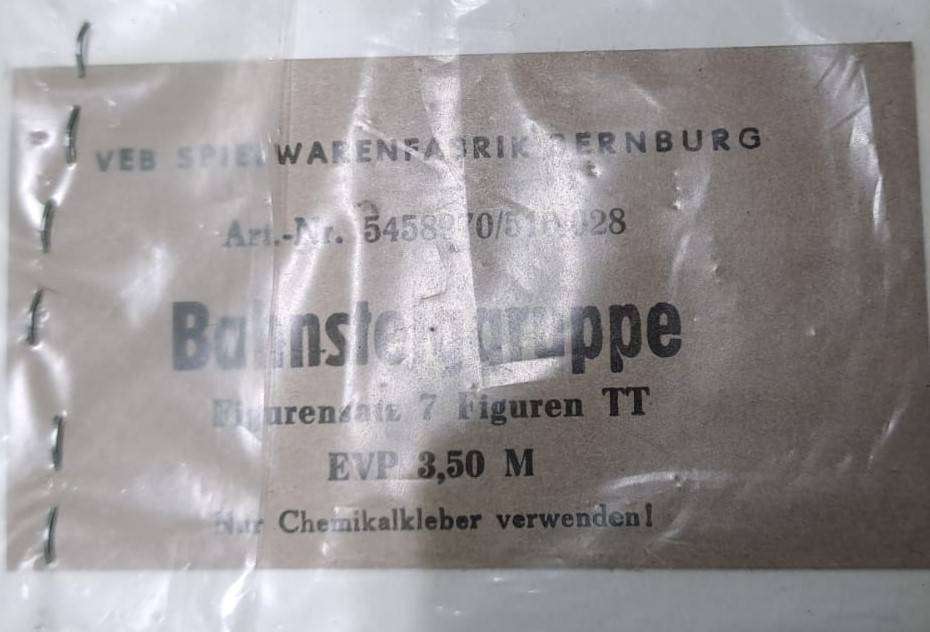 VEB SPIELWARENFABRIK BERNBURG
Art.-Nr.
Bahnsteiggruppe
Figurensatz 7 Figuren TT
EVP 3,50 M
Nur Chemikalkleber verwenden!